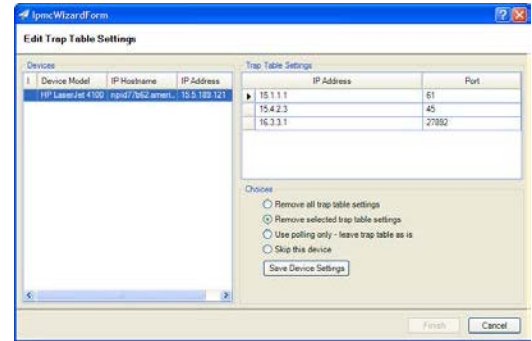 IpmcWizardForm
Edit Trap Table Settings
Devices
I Device Model IP Hostname IP Address
HP LaserJet 4100 npid77b62.ameri... 15.5.189.121
Trap Table Settings
IP Address Port
15.1.1.1 61
15.4.2.3 45
16.3.3.1 27892
Choices
Remove all trap table settings
Remove selected trap table settings
Use polling only - leave trap table as is
Skip this device
Save Device Settings
Finish Cancel